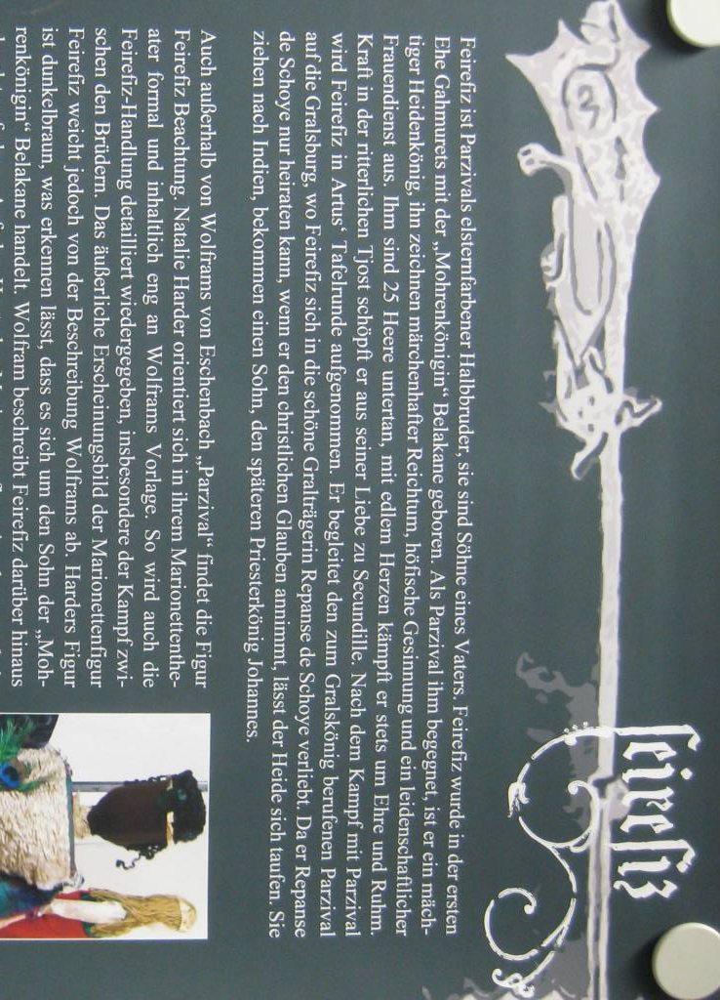 Feirefiz
Feirefiz ist Parzivals elsternfarbener Halbbruder, sie sind Söhne eines Vaters. Feirefiz wurde in der ersten
Ehe Gahmurets mit der „Mohrenkönigin“ Belakane geboren. Als Parzival ihm begegnet, ist er ein mäch-
tiger Heidenkönig, ihn zeichnen märchenhafter Reichtum, höfische Gesinnung und ein leidenschaftlicher
Frauendienst aus. Ihm sind 25 Heere untertan, mit edlem Herzen kämpft er stets um Ehre und Ruhm.
Kraft in der ritterlichen Tjost schöpft er aus seiner Liebe zu Secundille. Nach dem Kampf mit Parzival
wird Feirefiz in Artus‘ Tafelrunde aufgenommen. Er begleitet den zum Gralskönig berufenen Parzival
auf die Gralsburg, wo Feirefiz sich in die schöne Gralträgerin Repanse de Schoye verliebt. Da er Repanse
de Schoye nur heiraten kann, wenn er den christlichen Glauben annimmt, lässt der Heide sich taufen. Sie
ziehen nach Indien, bekommen einen Sohn, den späteren Priesterkönig Johannes.
Auch außerhalb von Wolframs von Eschenbach „Parzival“ findet die Figur
Feirefiz Beachtung. Natalie Harder orientiert sich in ihrem Marionettenthe-
ater formal und inhaltlich eng an Wolframs Vorlage. So wird auch die
Feirefiz-Handlung detailliert wiedergegeben, insbesondere der Kampf zwi-
schen den Brüdern. Das äußerliche Erscheinungsbild der Marionettenfigur
Feirefiz weicht jedoch von der Beschreibung Wolframs ab. Harders Figur
ist dunkelbraun, was erkennen lässt, dass es sich um den Sohn der „Moh-
renkönigin“ Belakane handelt. Wolfram beschreibt Feirefiz darüber hinaus